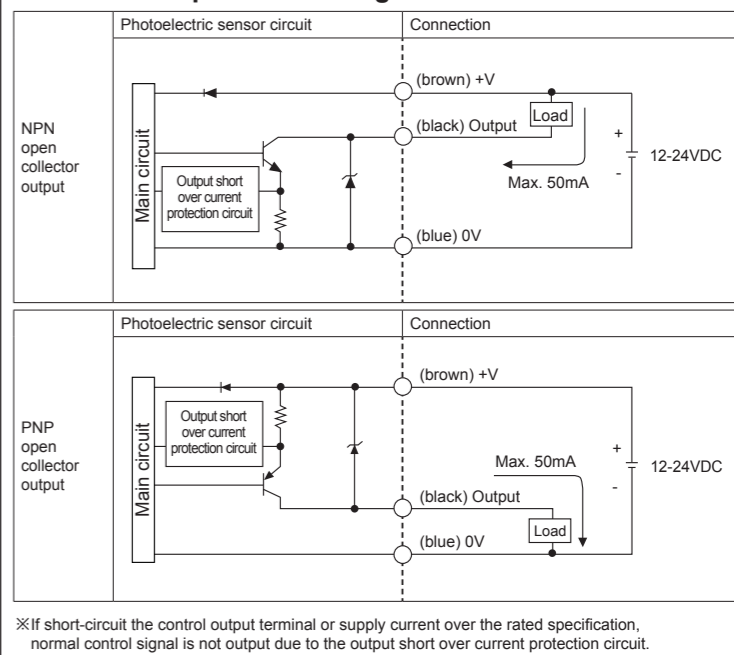 Photoelectric sensor circuit
Connection
NPN
open
collector
output
Main circuit
Output short
over current
protection circuit
(brown) +V
(black) Output
Load
Max. 50mA
+
-
12-24VDC
(blue) 0V
Photoelectric sensor circuit
Connection
PNP
open
collector
output
Main circuit
Output short
over current
protection circuit
(brown) +V
Max. 50mA
+
-
12-24VDC
(black) Output
Load
(blue) 0V
※If short-circuit the control output terminal or supply current over the rated specification,
normal control signal is not output due to the output short over current protection circuit.